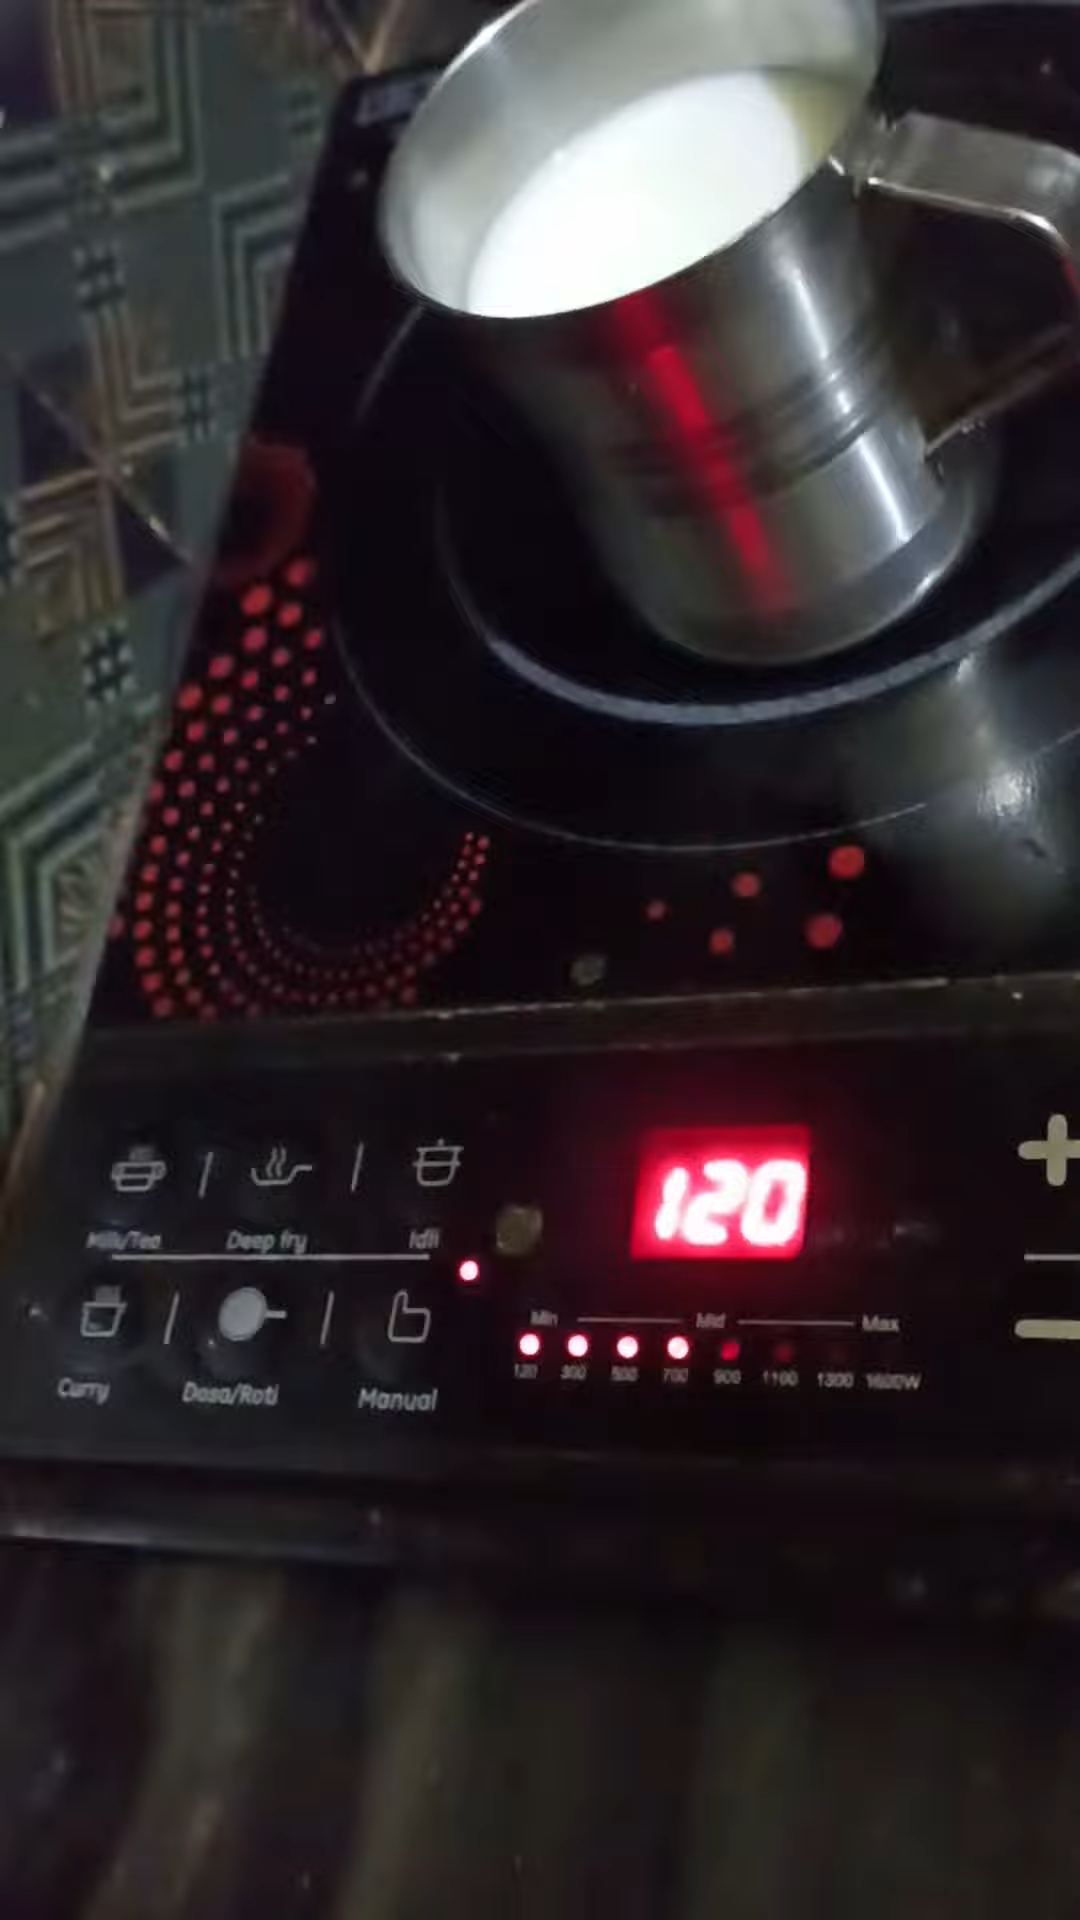 120
Milk/Tea Deep fry Idli
Min Mid Max
120 300 500 700 900 1100 1300 1600W
Curry Dosa/Roti Manual